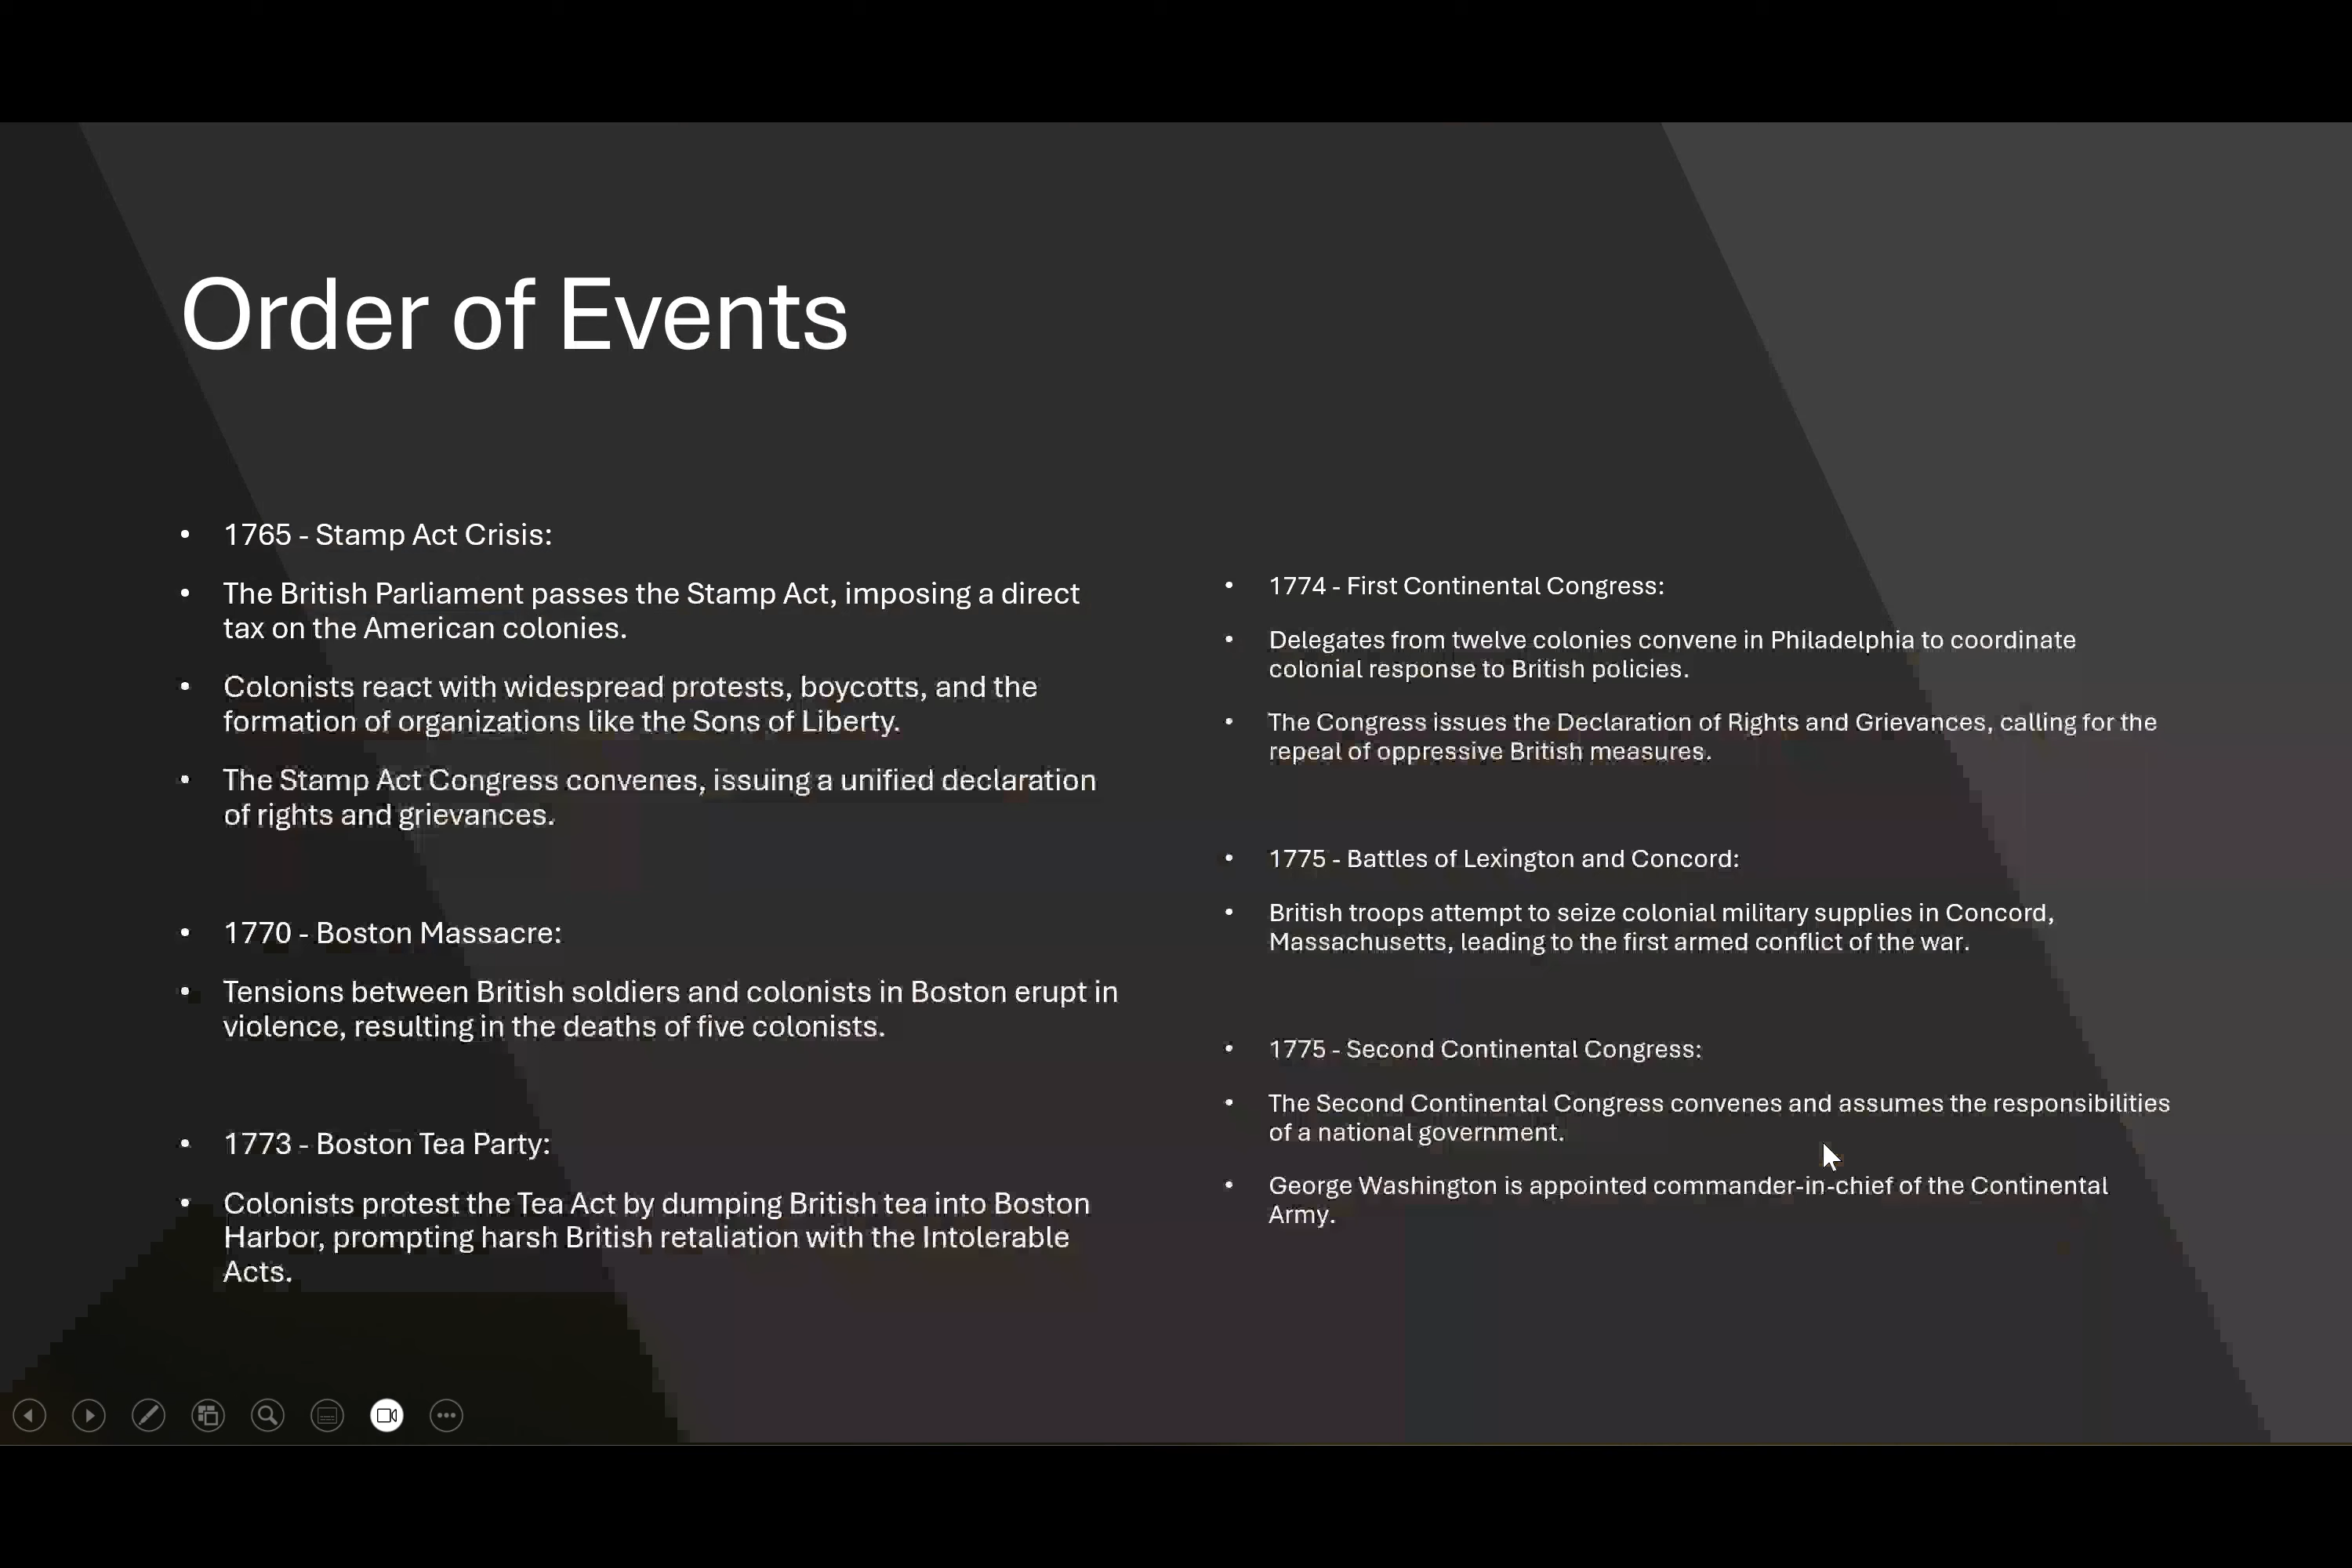 Order of Events
• 1765 - Stamp Act Crisis:
• The British Parliament passes the Stamp Act, imposing a direct
tax on the American colonies.
• Colonists react with widespread protests, boycotts, and the
formation of organizations like the Sons of Liberty.
• The Stamp Act Congress convenes, issuing a unified declaration
of rights and grievances.
• 1770 - Boston Massacre:
• Tensions between British soldiers and colonists in Boston erupt in
violence, resulting in the deaths of five colonists.
• 1773 - Boston Tea Party:
• Colonists protest the Tea Act by dumping British tea into Boston
Harbor, prompting harsh British retaliation with the Intolerable
Acts.
• 1774 - First Continental Congress:
• Delegates from twelve colonies convene in Philadelphia to coordinate
colonial response to British policies.
• The Congress issues the Declaration of Rights and Grievances, calling for the
repeal of oppressive British measures.
• 1775 - Battles of Lexington and Concord:
• British troops attempt to seize colonial military supplies in Concord,
Massachusetts, leading to the first armed conflict of the war.
• 1775 - Second Continental Congress:
• The Second Continental Congress convenes and assumes the responsibilities
of a national government.
• George Washington is appointed commander-in-chief of the Continental
Army.